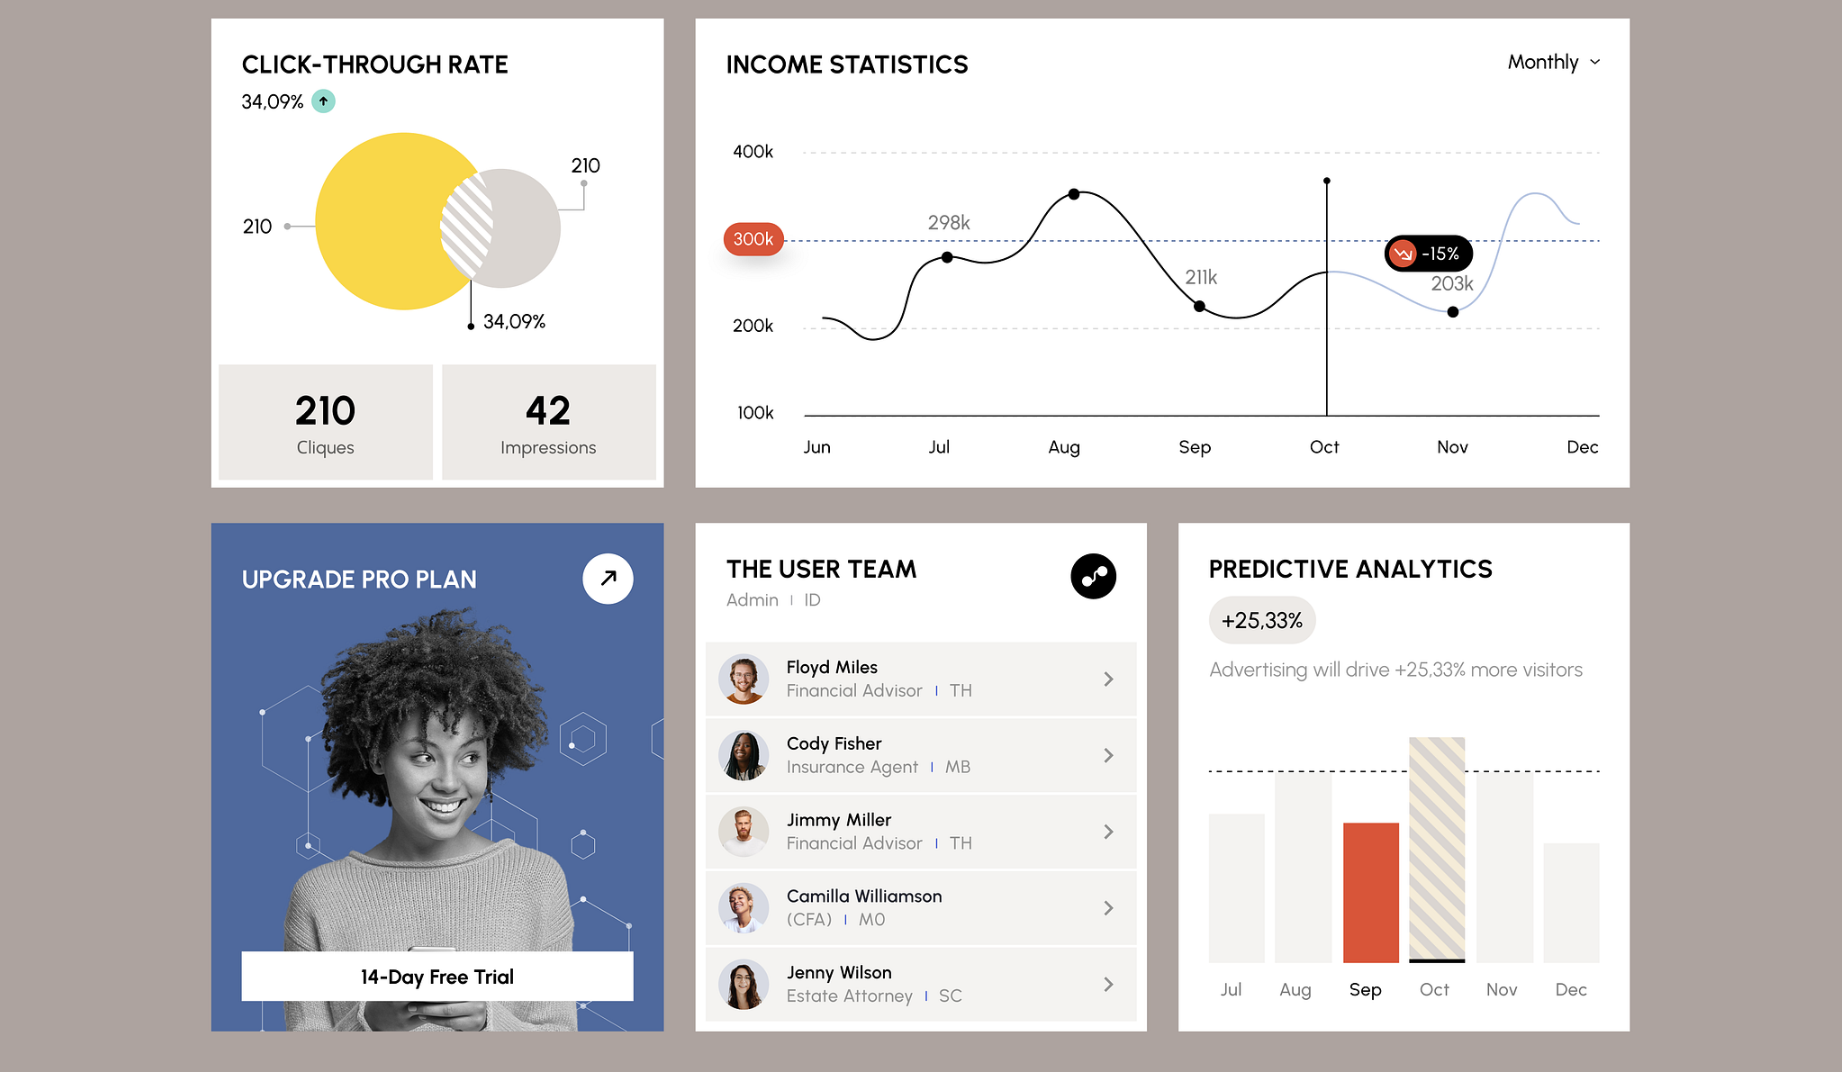 CLICK-THROUGH RATE
34,09%
210
210
34,09%
210
Cliques
42
Impressions
INCOME STATISTICS
Monthly
400k
300k
200k
100k
298k
211k
-15%
203k
Jun Jul Aug Sep Oct Nov Dec
UPGRADE PRO PLAN
14-Day Free Trial
THE USER TEAM
Admin | ID
Floyd Miles
Financial Advisor | TH
Cody Fisher
Insurance Agent | MB
Jimmy Miller
Financial Advisor | TH
Camilla Williamson
(CFA) | M0
Jenny Wilson
Estate Attorney | SC
PREDICTIVE ANALYTICS
+25,33%
Advertising will drive +25,33% more visitors
Jul Aug Sep Oct Nov Dec